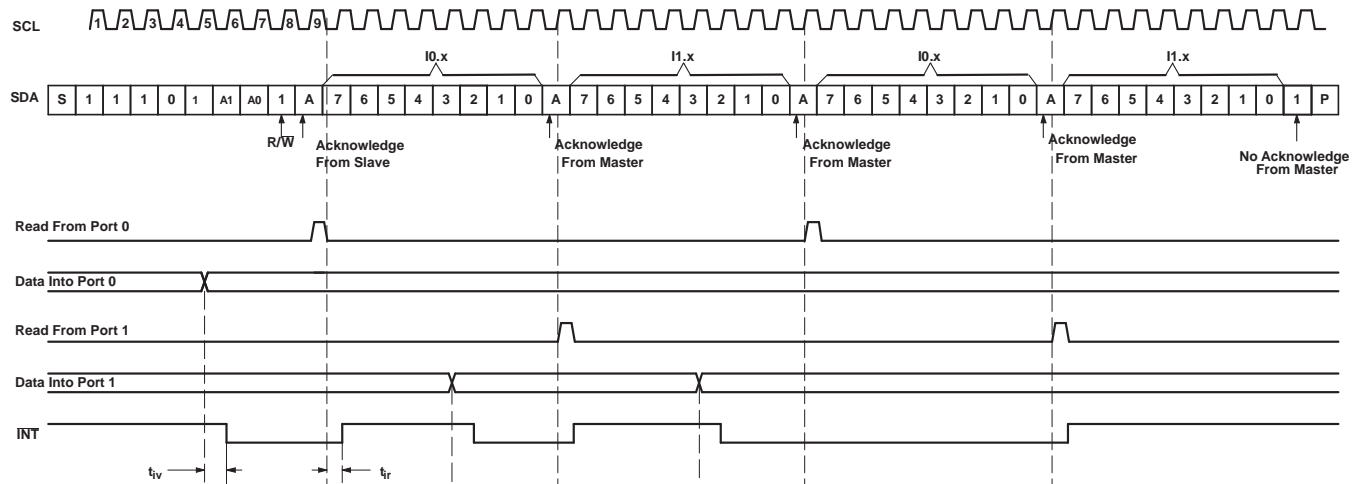 SCL 1 2 3 4 5 6 7 8 9
I0.x I1.x I0.x I1.x
SDA S 1 1 1 0 1 A1 A0 1 A 7 6 5 4 3 2 1 0 A 7 6 5 4 3 2 1 0 A 7 6 5 4 3 2 1 0 A 7 6 5 4 3 2 1 0 1 P
R/W̅
Acknowledge
From Slave
Acknowledge
From Master
Acknowledge
From Master
Acknowledge
From Master
No Acknowledge
From Master
Read From Port 0
Data Into Port 0
Read From Port 1
Data Into Port 1
I̅N̅T̅
tiv tir